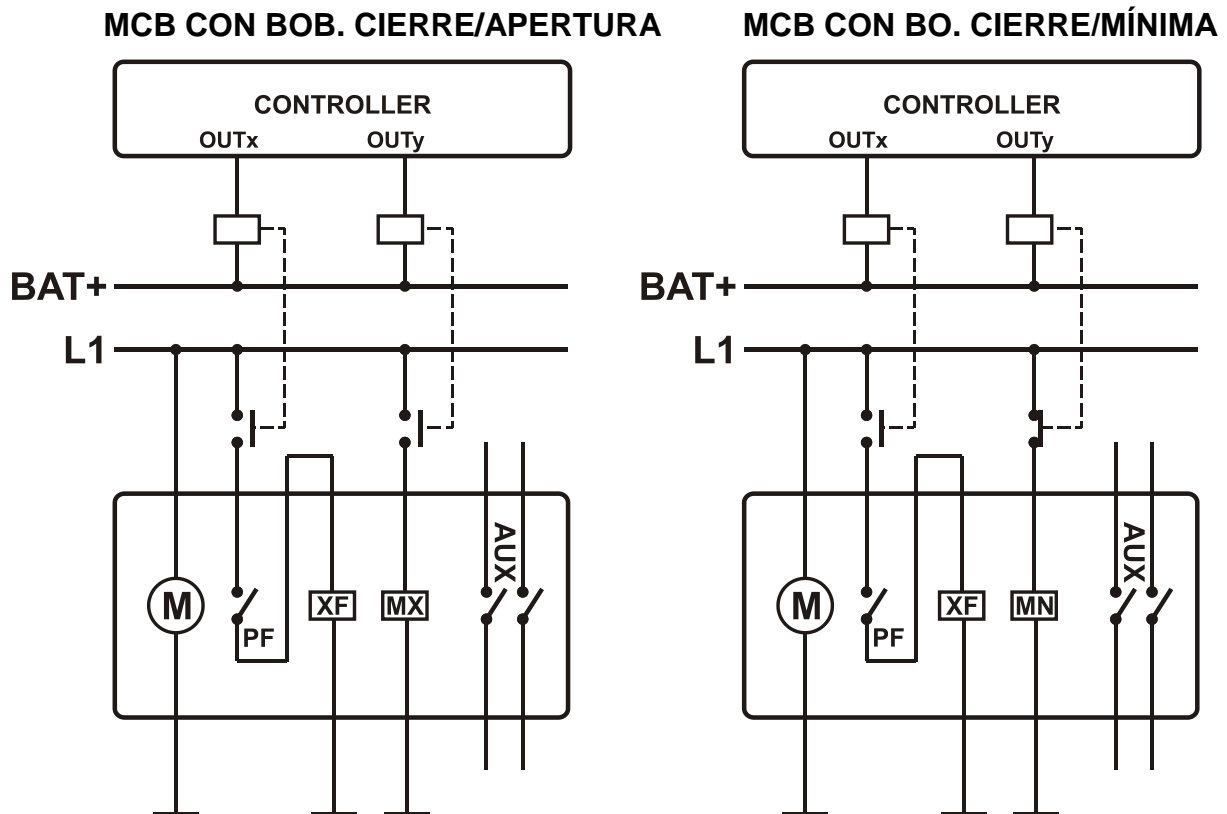 MCB CON BOB. CIERRE/APERTURA
CONTROLLER
OUTx OUTy
BAT+
L1
AUX
M
XF
MX
PF
MCB CON BO. CIERRE/MÍNIMA
CONTROLLER
OUTx OUTy
BAT+
L1
AUX
M
XF
MN
PF